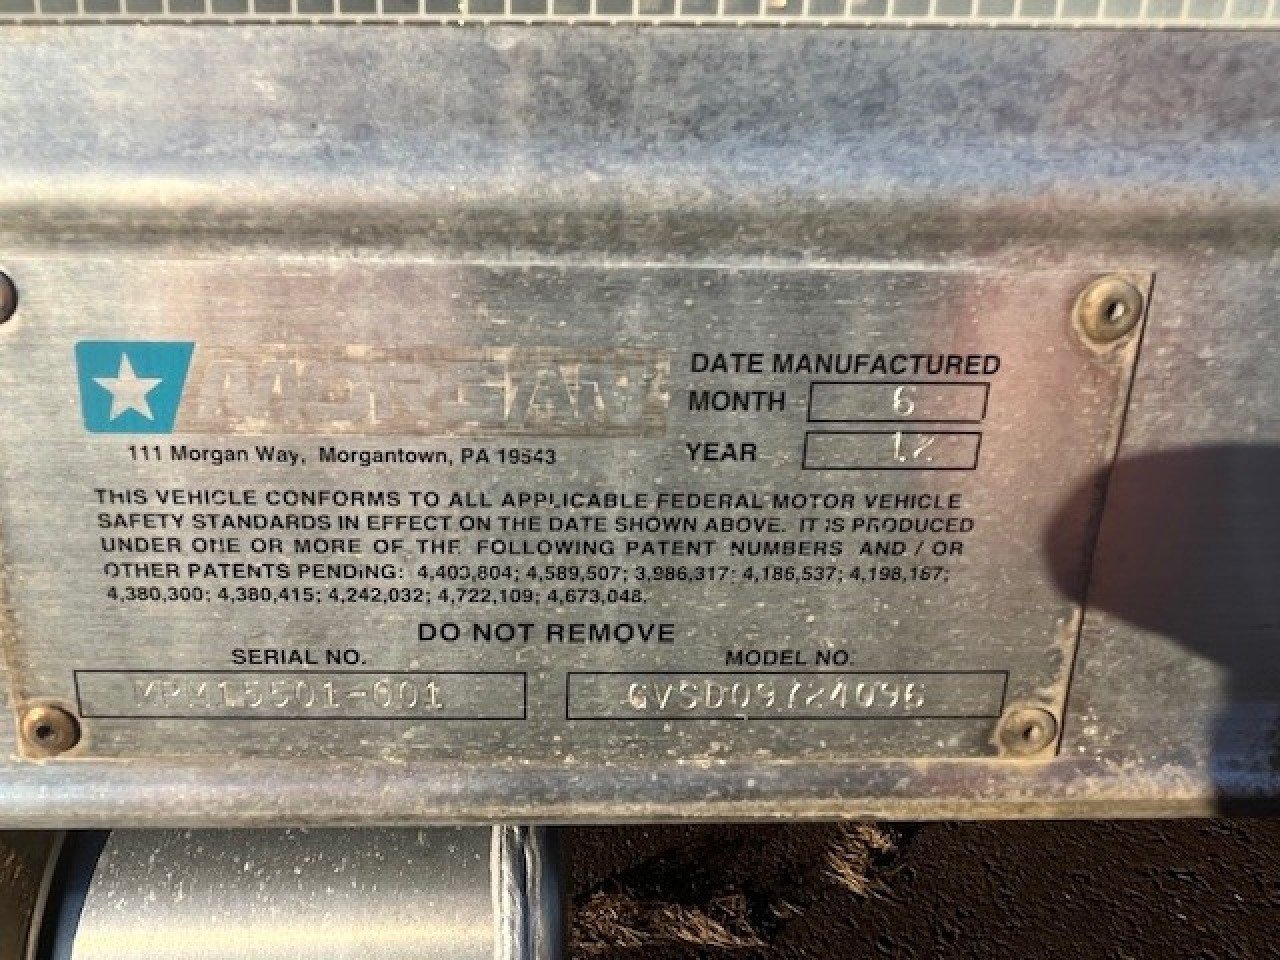 MORGAN
DATE MANUFACTURED
MONTH 6
YEAR 12
111 Morgan Way, Morgantown, PA 19543
THIS VEHICLE CONFORMS TO ALL APPLICABLE FEDERAL MOTOR VEHICLE
SAFETY STANDARDS IN EFFECT ON THE DATE SHOWN ABOVE. IT IS PRODUCED
UNDER ONE OR MORE OF THE FOLLOWING PATENT NUMBERS AND / OR
OTHER PATENTS PENDING: 4,403,804; 4,589,507; 3,986,317; 4,186,537; 4,198,187;
4,380,300; 4,380,415; 4,242,032; 4,722,109; 4,673,048.
DO NOT REMOVE
SERIAL NO.
MODEL NO.
GVSD09724096